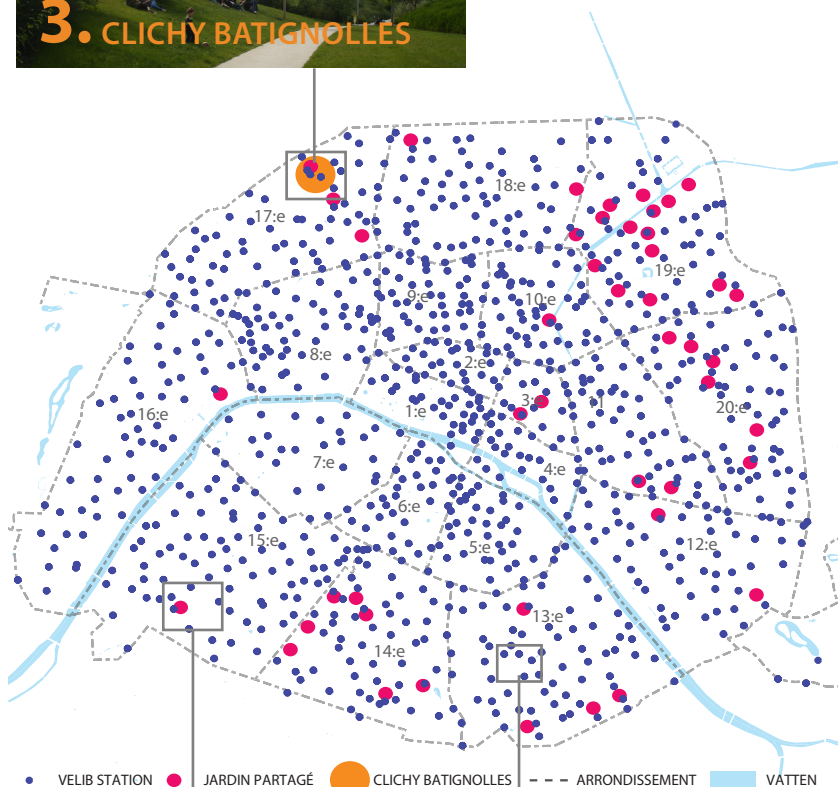 3. CLICHY BATIGNOLLES
18:e
17:e
19:e
9:e
10:e
8:e
2:e
3:e
20:e
16:e
1:e
7:e
4:e
6:e
15:e
5:e
12:e
13:e
14:e
VELIB STATION
JARDIN PARTAGÉ
CLICHY BATIGNOLLES
ARRONDISSEMENT
VATTEN